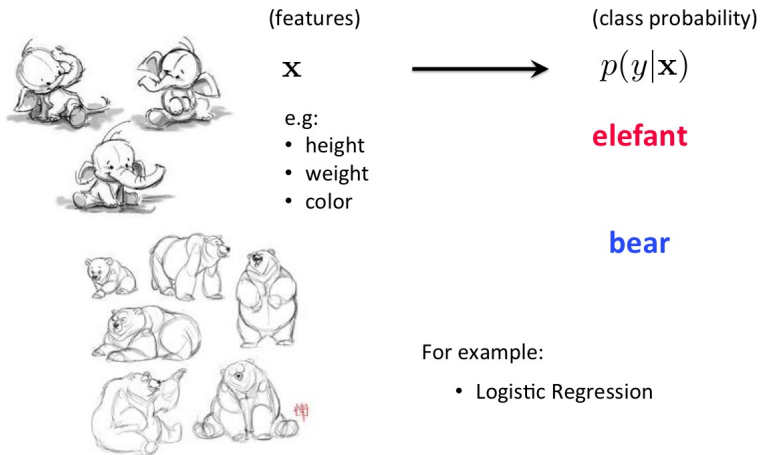 (features)
(class probability)
x
p(y|x)
e.g:
• height
• weight
• color
elefant
bear
For example:
• Logistic Regression